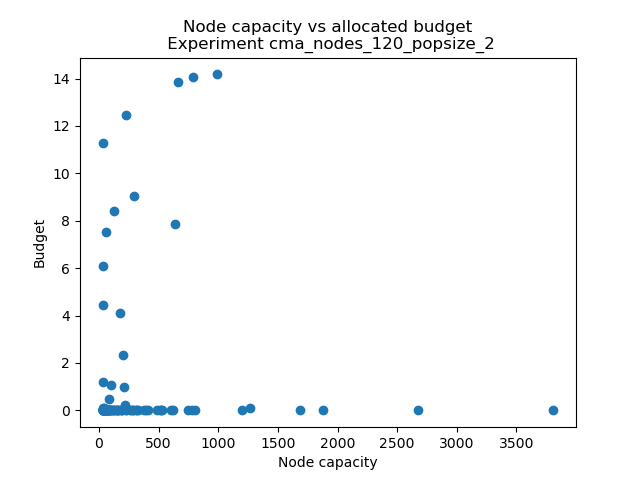 Node capacity vs allocated budget
Experiment cma_nodes_120_popsize_2
14
12
10
8
6
4
2
0
Budget
0 500 1000 1500 2000 2500 3000 3500
Node capacity